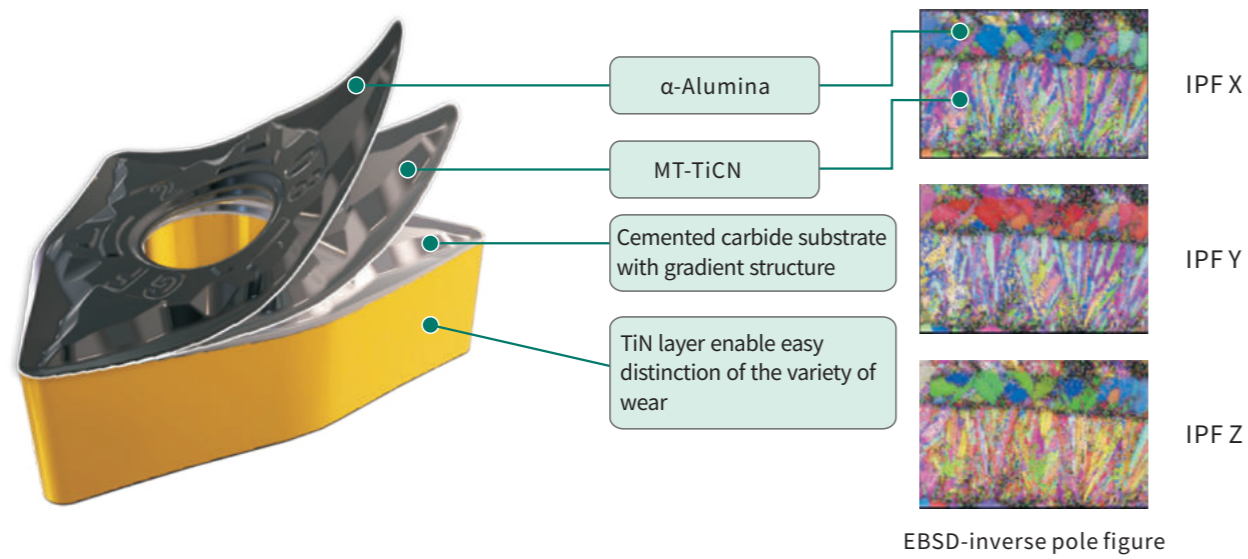 α-Alumina
MT-TiCN
Cemented carbide substrate
with gradient structure
TiN layer enable easy
distinction of the variety of
wear
IPF X
IPF Y
IPF Z
EBSD-inverse pole figure